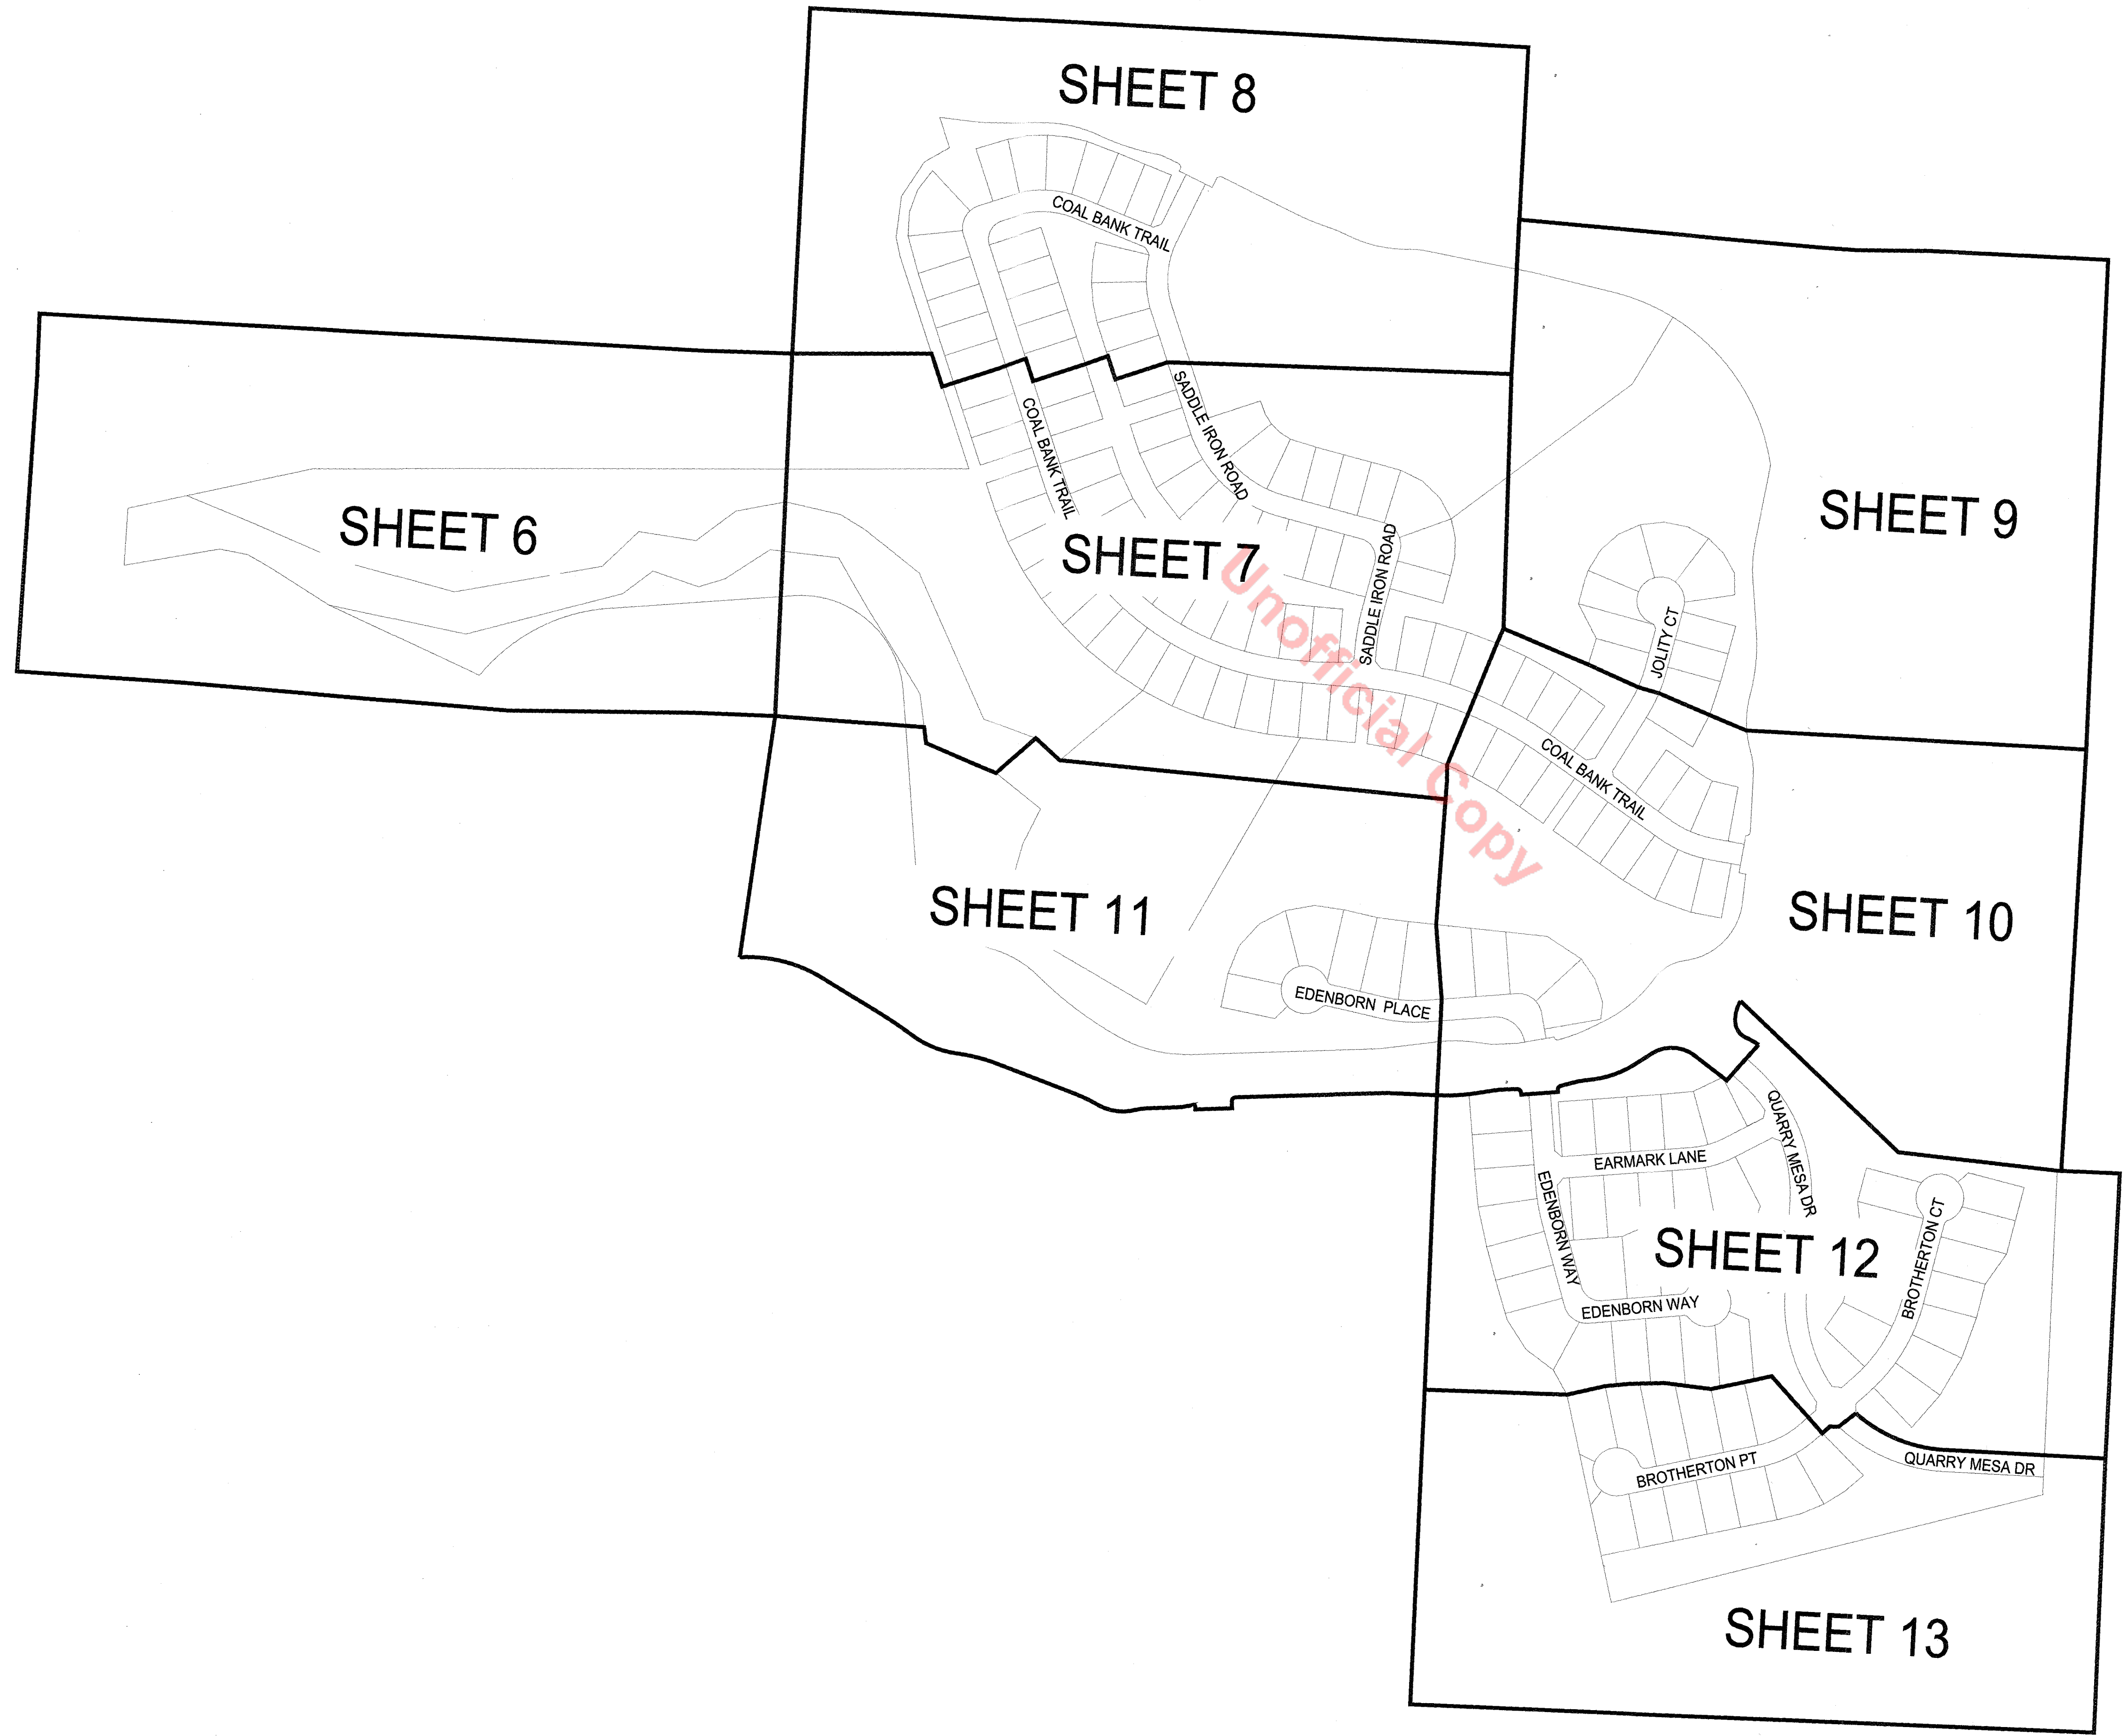 SHEET 8
COAL BANK TRAIL
SADDLE IRON ROAD
COAL BANK TRAIL
SHEET 6
SHEET 7
SADDLE IRON ROAD
SHEET 9
JOLITY CT
COAL BANK TRAIL
Unofficial Copy
SHEET 11
SHEET 10
EDENBORN PLACE
QUARRY MESA DR
EARMARK LANE
EDENBORN WAY
SHEET 12
BROTHERTON CT
EDENBORN WAY
BROTHERTON PT
QUARRY MESA DR
SHEET 13